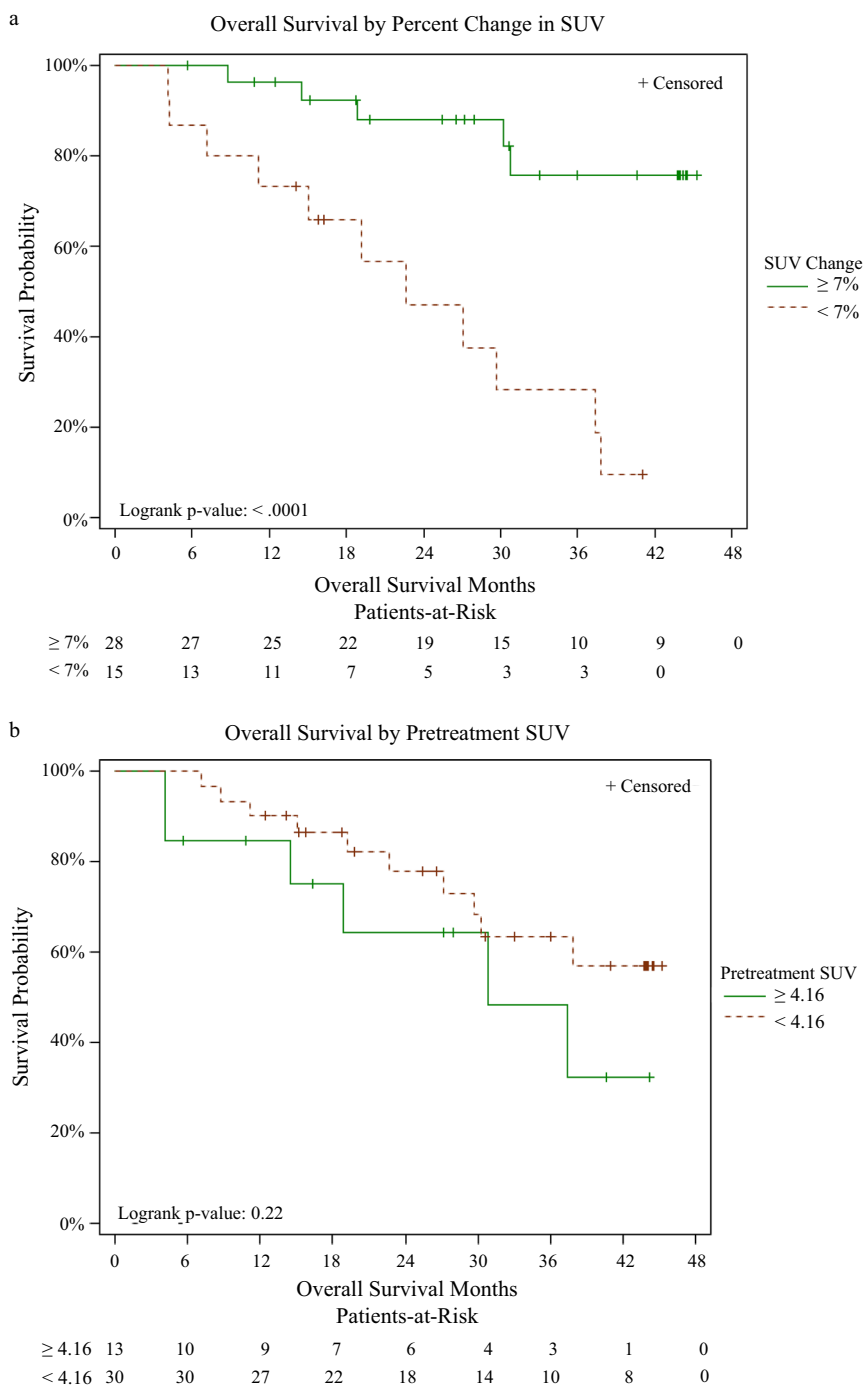 a
Overall Survival by Percent Change in SUV
100%
80%
60%
40%
20%
0%
Survival Probability
+ Censored
Logrank p-value: < .0001
SUV Change
≥ 7%
< 7%
0 6 12 18 24 30 36 42 48
Overall Survival Months
Patients-at-Risk
≥ 7% 28 27 25 22 19 15 10 9 0
< 7% 15 13 11 7 5 3 3 0
b
Overall Survival by Pretreatment SUV
100%
80%
60%
40%
20%
0%
Survival Probability
+ Censored
Logrank p-value: 0.22
Pretreatment SUV
≥ 4.16
< 4.16
0 6 12 18 24 30 36 42 48
Overall Survival Months
Patients-at-Risk
≥ 4.16 13 10 9 7 6 4 3 1 0
< 4.16 30 30 27 22 18 14 10 8 0